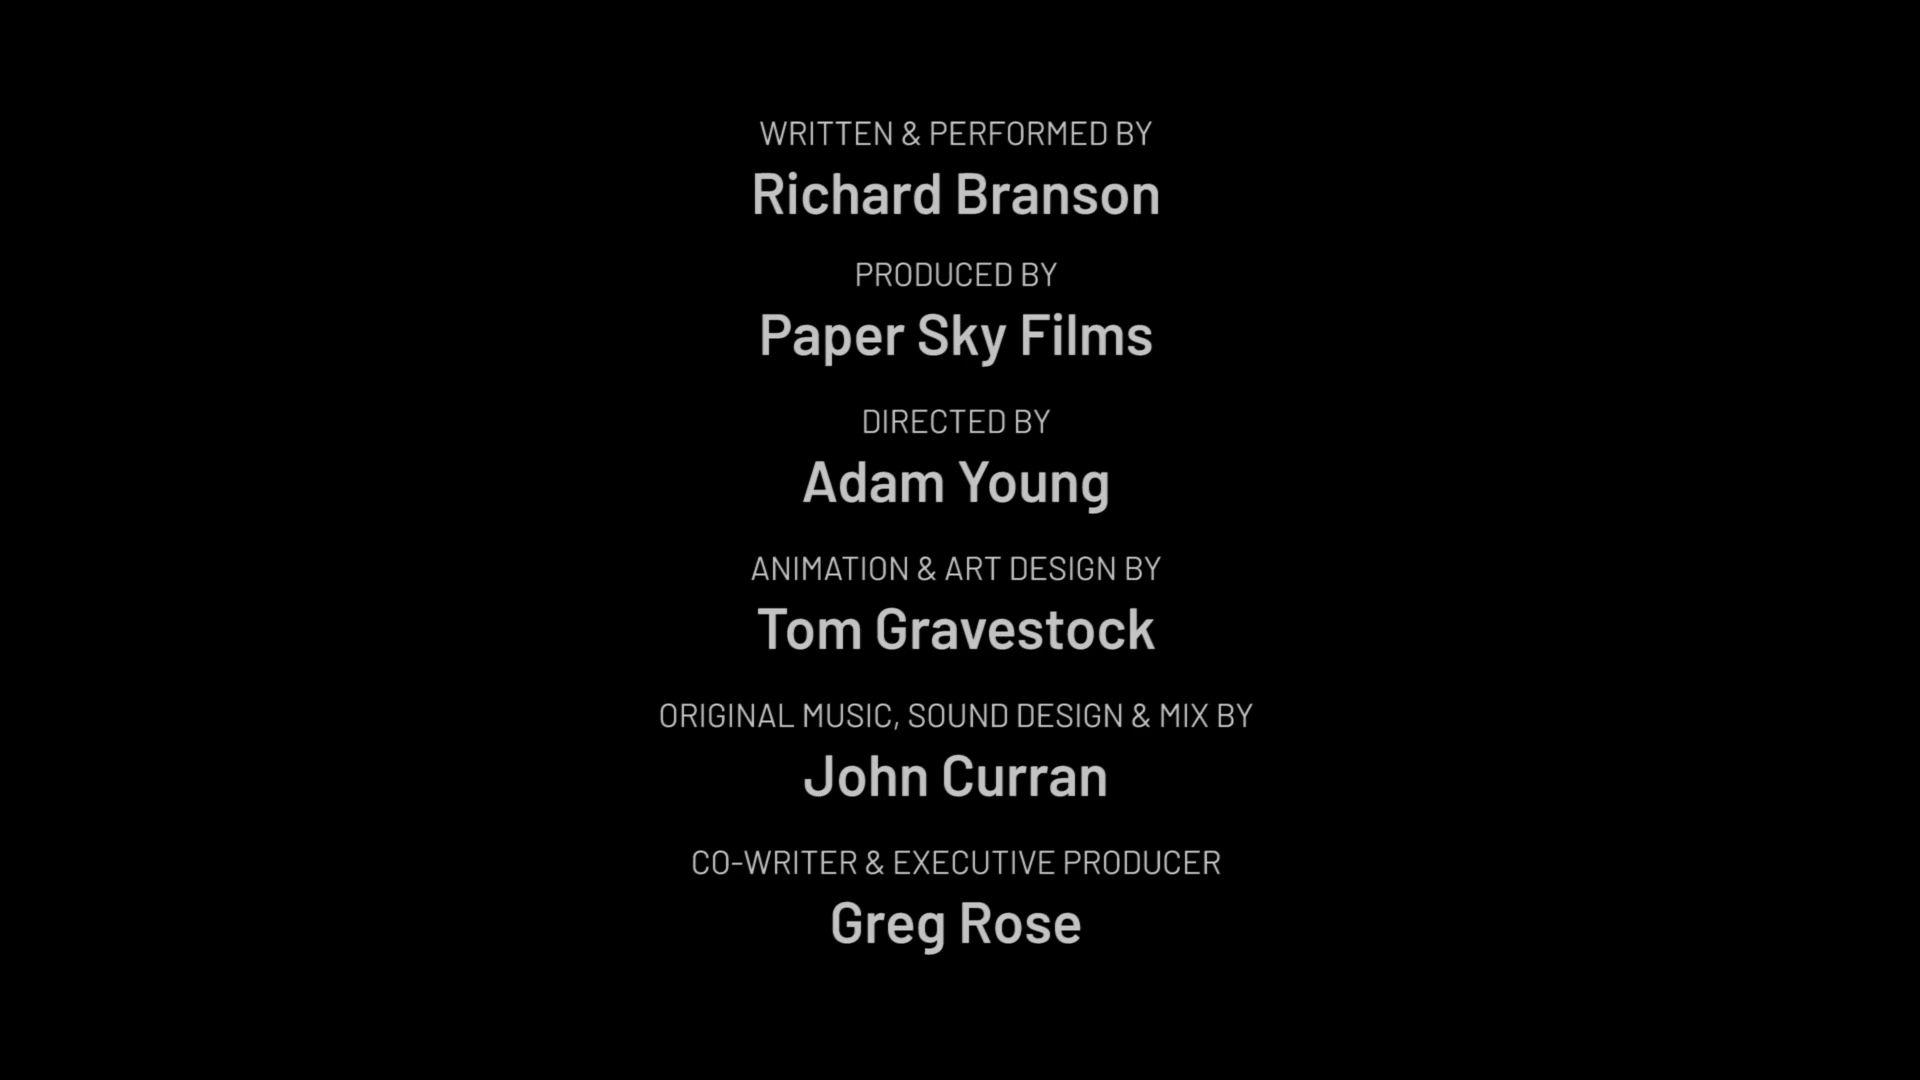 WRITTEN & PERFORMED BY
Richard Branson
PRODUCED BY
Paper Sky Films
DIRECTED BY
Adam Young
ANIMATION & ART DESIGN BY
Tom Gravestock
ORIGINAL MUSIC, SOUND DESIGN & MIX BY
John Curran
CO-WRITER & EXECUTIVE PRODUCER
Greg Rose